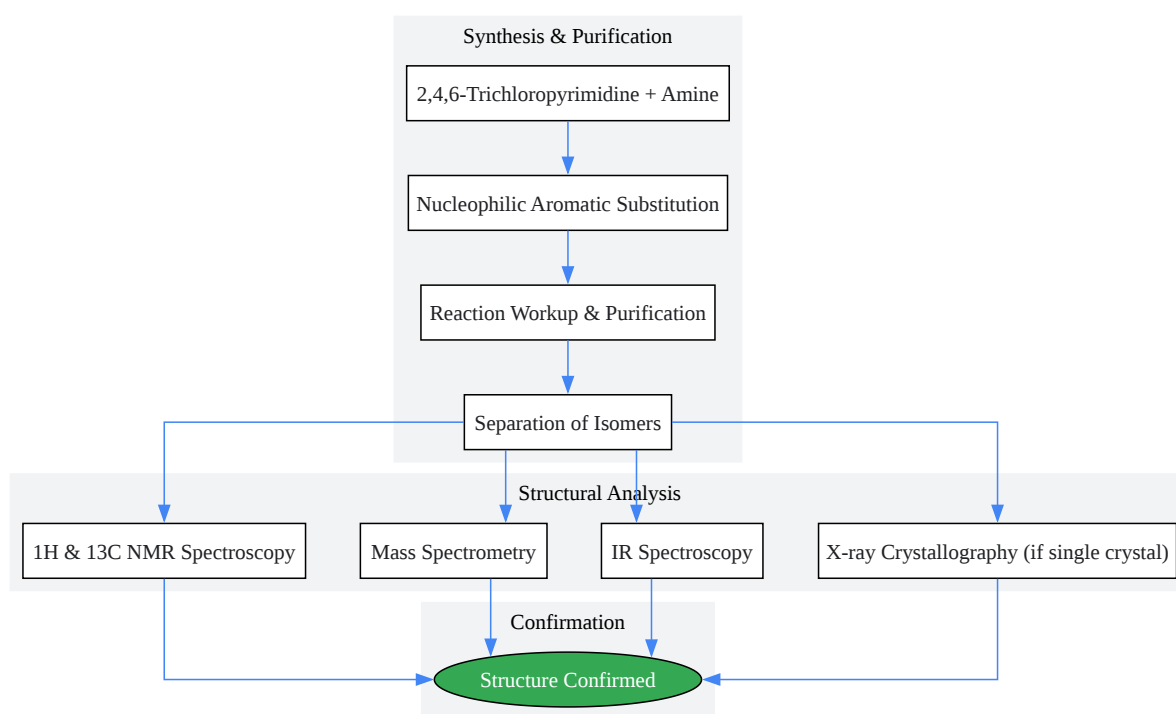 Synthesis & Purification
2,4,6-Trichloropyrimidine + Amine
Nucleophilic Aromatic Substitution
Reaction Workup & Purification
Separation of Isomers
Structural Analysis
1H & 13C NMR Spectroscopy
Mass Spectrometry
IR Spectroscopy
X-ray Crystallography (if single crystal)
Confirmation
Structure Confirmed